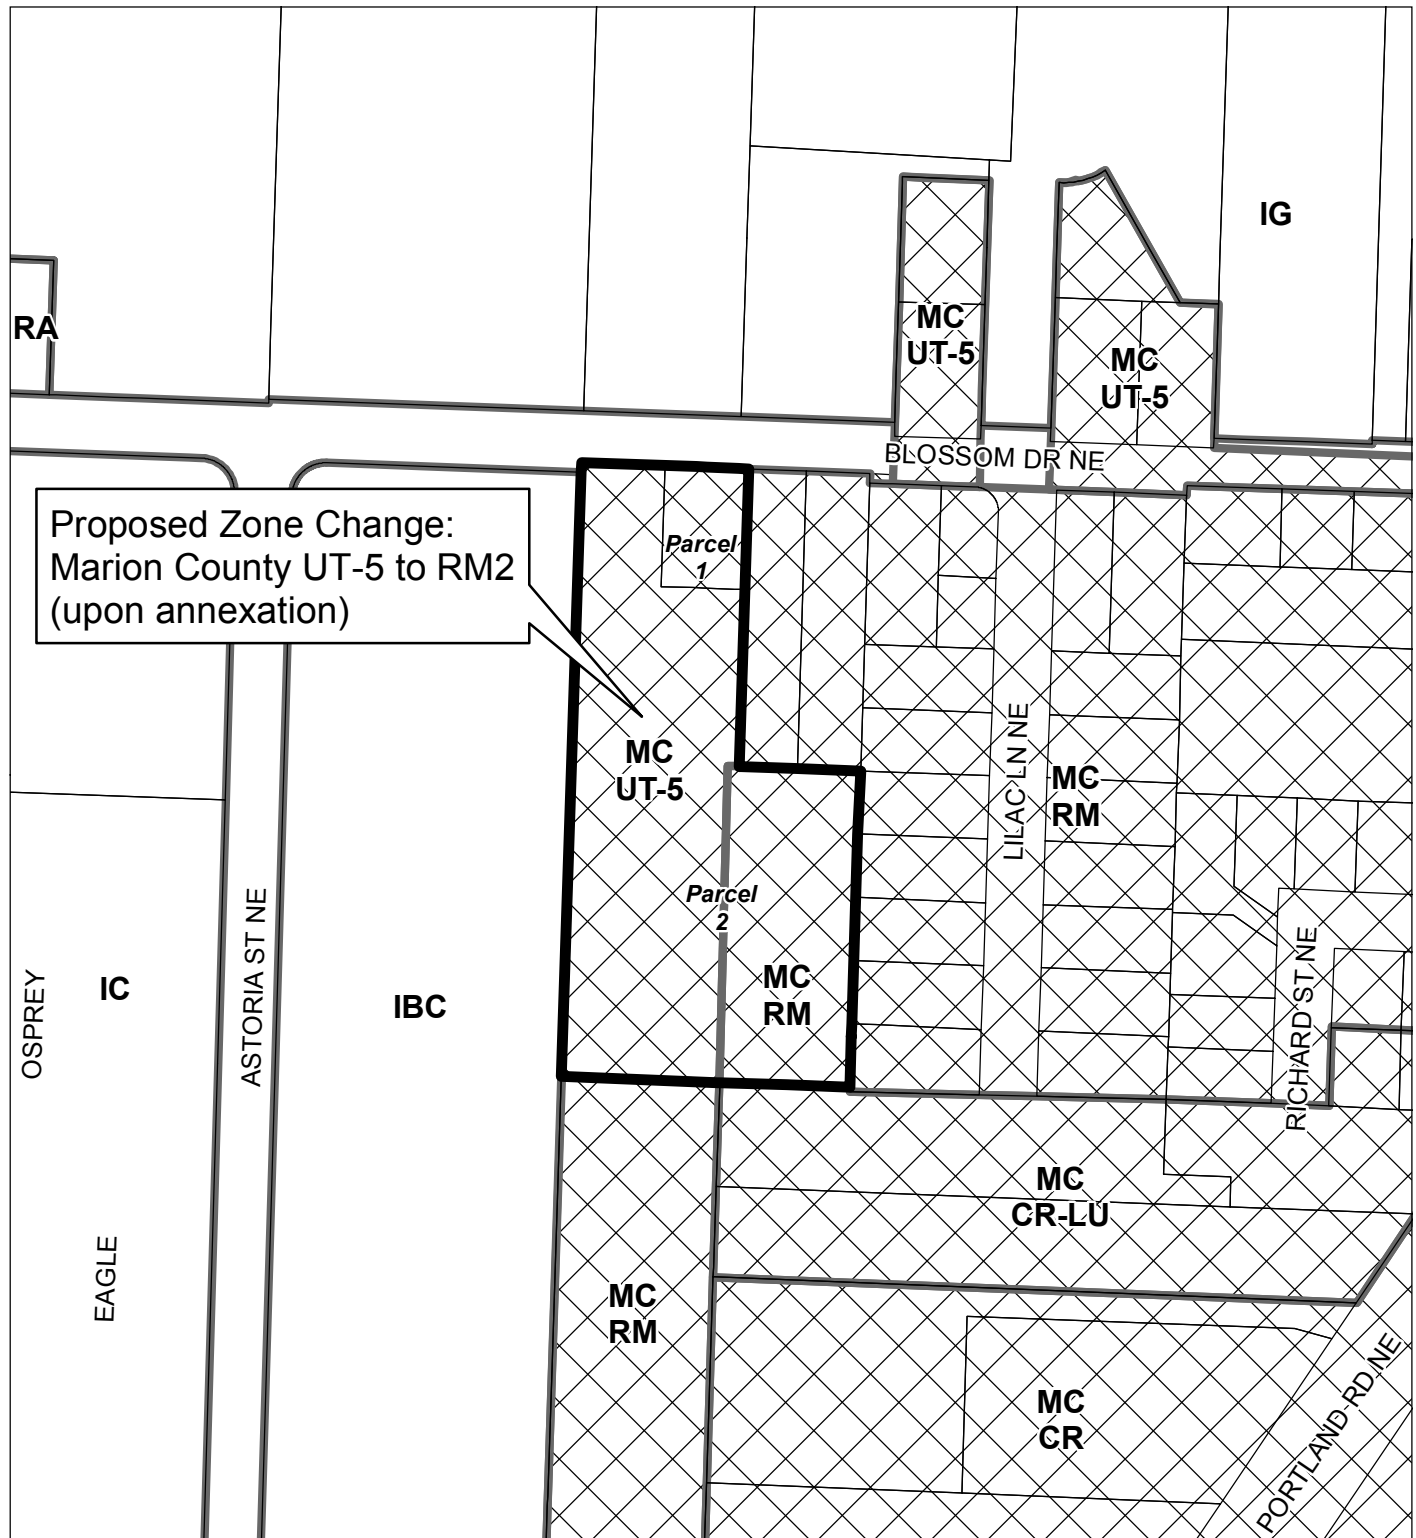 IG
RA
MC
UT-5
MC
UT-5
BLOSSOM DR NE
Proposed Zone Change:
Marion County UT-5 to RM2
(upon annexation)
Parcel
1
MC
UT-5
LILAC LN NE
MC
RM
Parcel
2
MC
RM
OSPREY
IC
ASTORIA ST NE
IBC
RICHARD ST NE
MC
CR-LU
EAGLE
MC
RM
MC
CR
PORTLAND RD NE